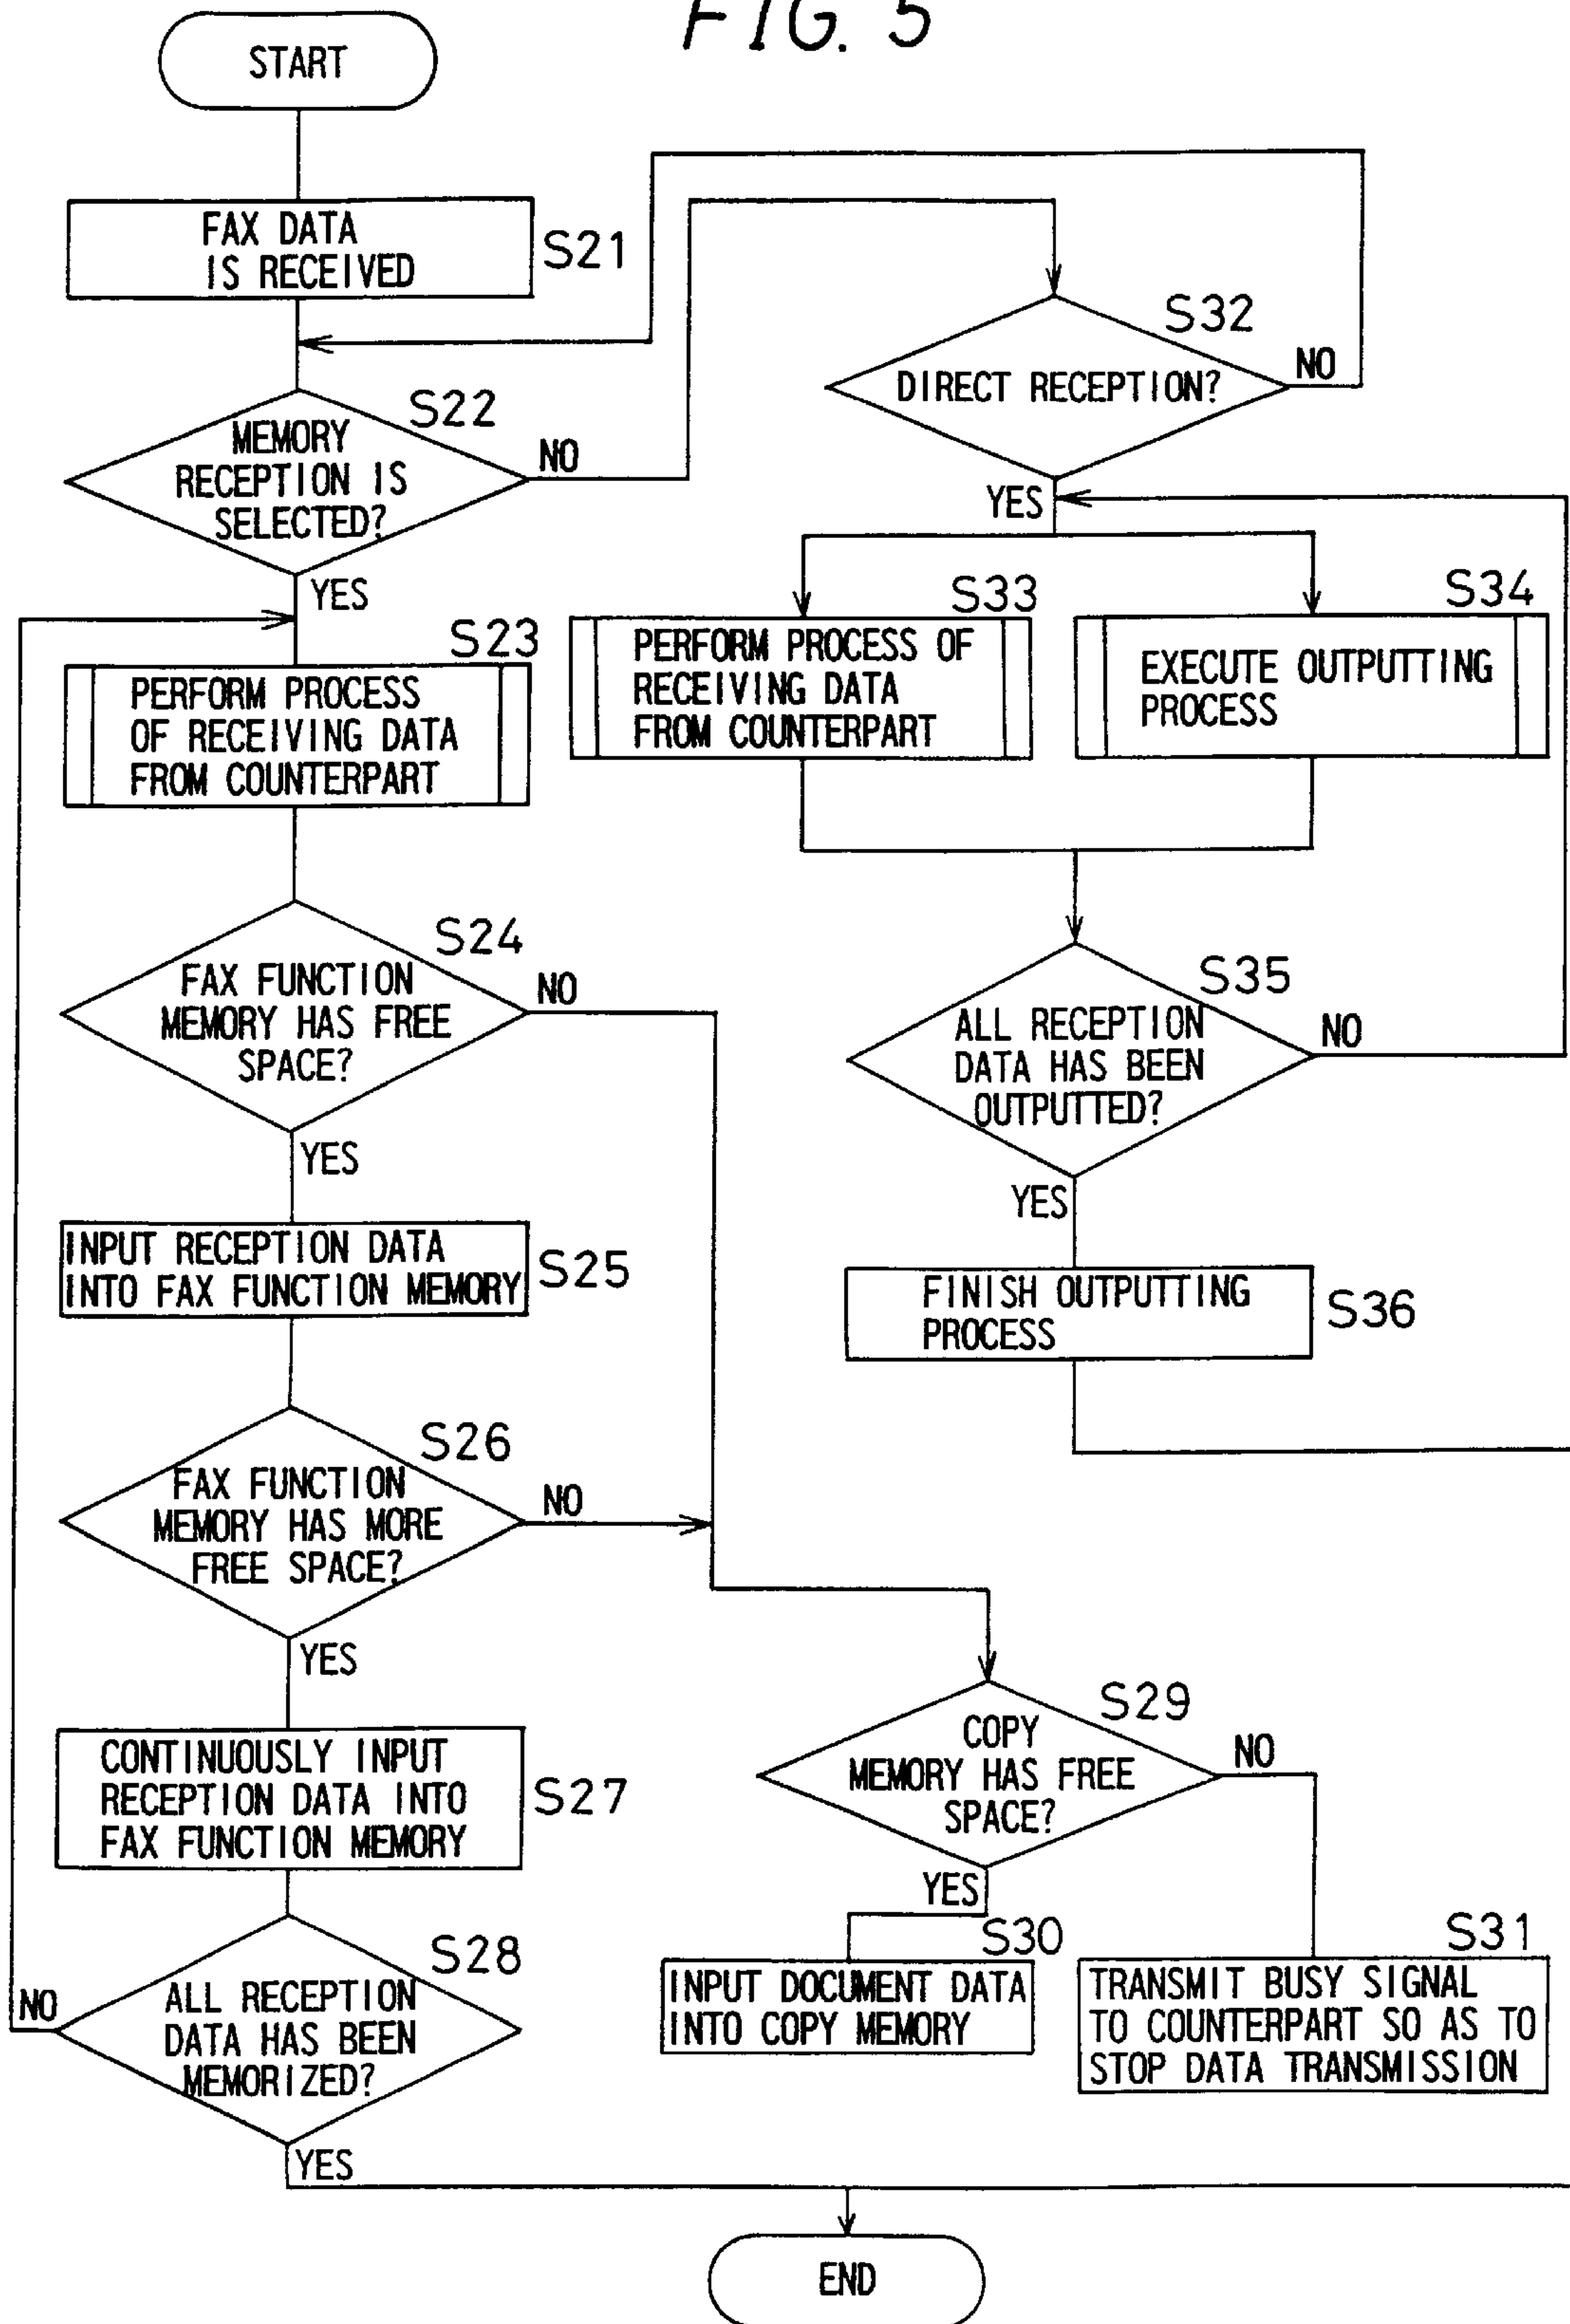 FIG. 5
START
FAX DATA
IS RECEIVED
S21
S22
MEMORY
RECEPTION IS
SELECTED?
NO
YES
S23
PERFORM PROCESS
OF RECEIVING DATA
FROM COUNTERPART
S24
FAX FUNCTION
MEMORY HAS FREE
SPACE?
NO
YES
INPUT RECEPTION DATA
INTO FAX FUNCTION MEMORY
S25
S26
FAX FUNCTION
MEMORY HAS MORE
FREE SPACE?
NO
YES
CONTINUOUSLY INPUT
RECEPTION DATA INTO
FAX FUNCTION MEMORY
S27
S28
ALL RECEPTION
DATA HAS BEEN
MEMORIZED?
NO
YES
S32
DIRECT RECEPTION?
NO
YES
S33
PERFORM PROCESS OF
RECEIVING DATA
FROM COUNTERPART
S34
EXECUTE OUTPUTTING
PROCESS
S35
ALL RECEPTION
DATA HAS BEEN
OUTPUTTED?
NO
YES
FINISH OUTPUTTING
PROCESS
S36
S29
COPY
MEMORY HAS FREE
SPACE?
NO
YES
S30
INPUT DOCUMENT DATA
INTO COPY MEMORY
S31
TRANSMIT BUSY SIGNAL
TO COUNTERPART SO AS TO
STOP DATA TRANSMISSION
END